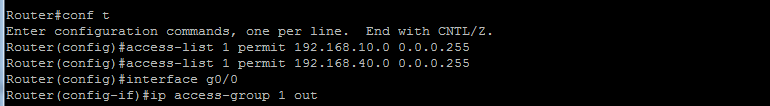 Router#conf t
Enter configuration commands, one per line.  End with CNTL/Z.
Router(config)#access-list 1 permit 192.168.10.0 0.0.0.255
Router(config)#access-list 1 permit 192.168.40.0 0.0.0.255
Router(config)#interface g0/0
Router(config-if)#ip access-group 1 out